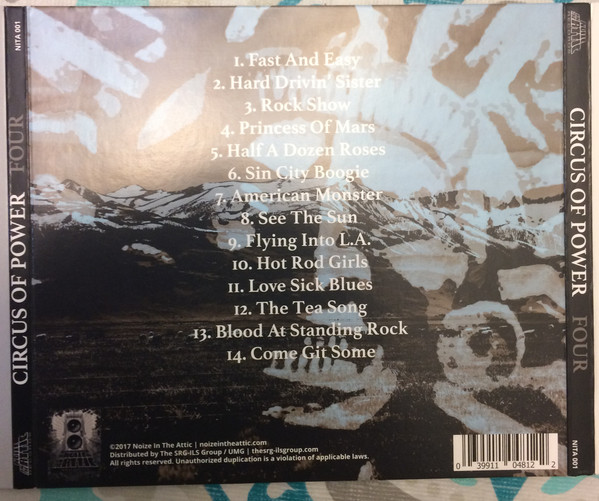 NITA 001
CIRCUS OF POWER FOUR
1. Fast And Easy
2. Hard Drivin' Sister
3. Rock Show
4. Princess Of Mars
5. Half A Dozen Roses
6. Sin City Boogie
7. American Monster
8. See The Sun
9. Flying Into L.A.
10. Hot Rod Girls
11. Love Sick Blues
12. The Tea Song
13. Blood At Standing Rock
14. Come Git Some
©2017 Noize in The Attic | noizeintheattic.com
Distributed by The SRG-ILS Group / UMG | thesrg-ilsgroup.com
All rights reserved. Unauthorized duplication is a violation of applicable laws.
0 39911 04812 2
CIRCUS OF POWER FOUR
NITA 001